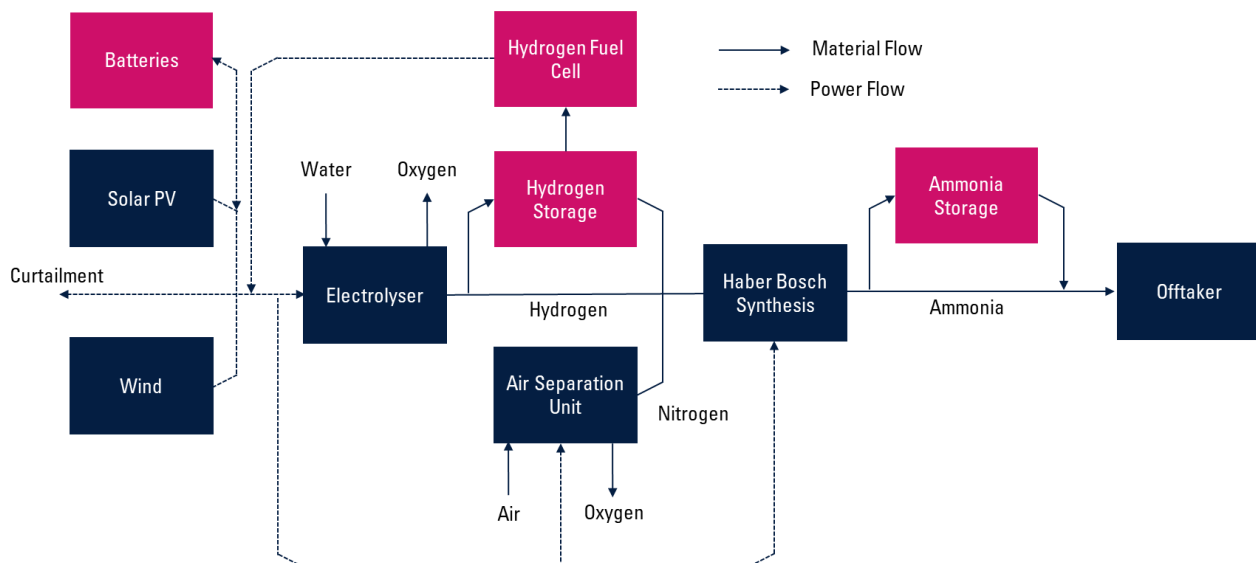 Batteries
Hydrogen Fuel
Cell
Material Flow
Power Flow
Solar PV
Water
Oxygen
Hydrogen
Storage
Ammonia
Storage
Curtailment
Electrolyser
Hydrogen
Haber Bosch
Synthesis
Ammonia
Offtaker
Wind
Air Separation
Unit
Nitrogen
Air
Oxygen